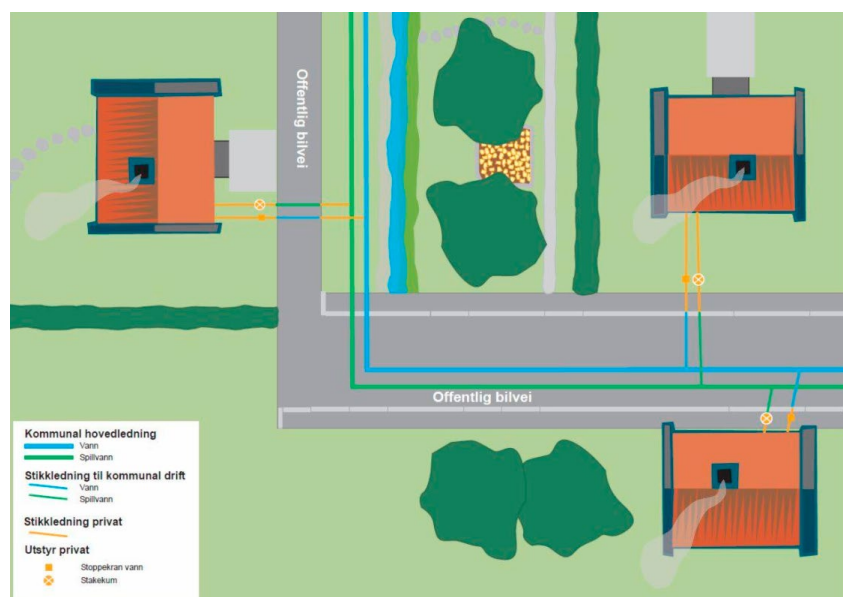 Offentlig bilvei
Offentlig bilvei
Kommunal hovedledning
Vann
Spillvann
Stikkledning til kommunal drift
Vann
Spillvann
Stikkledning privat
Utstyr privat
Stoppekran vann
Stakekum